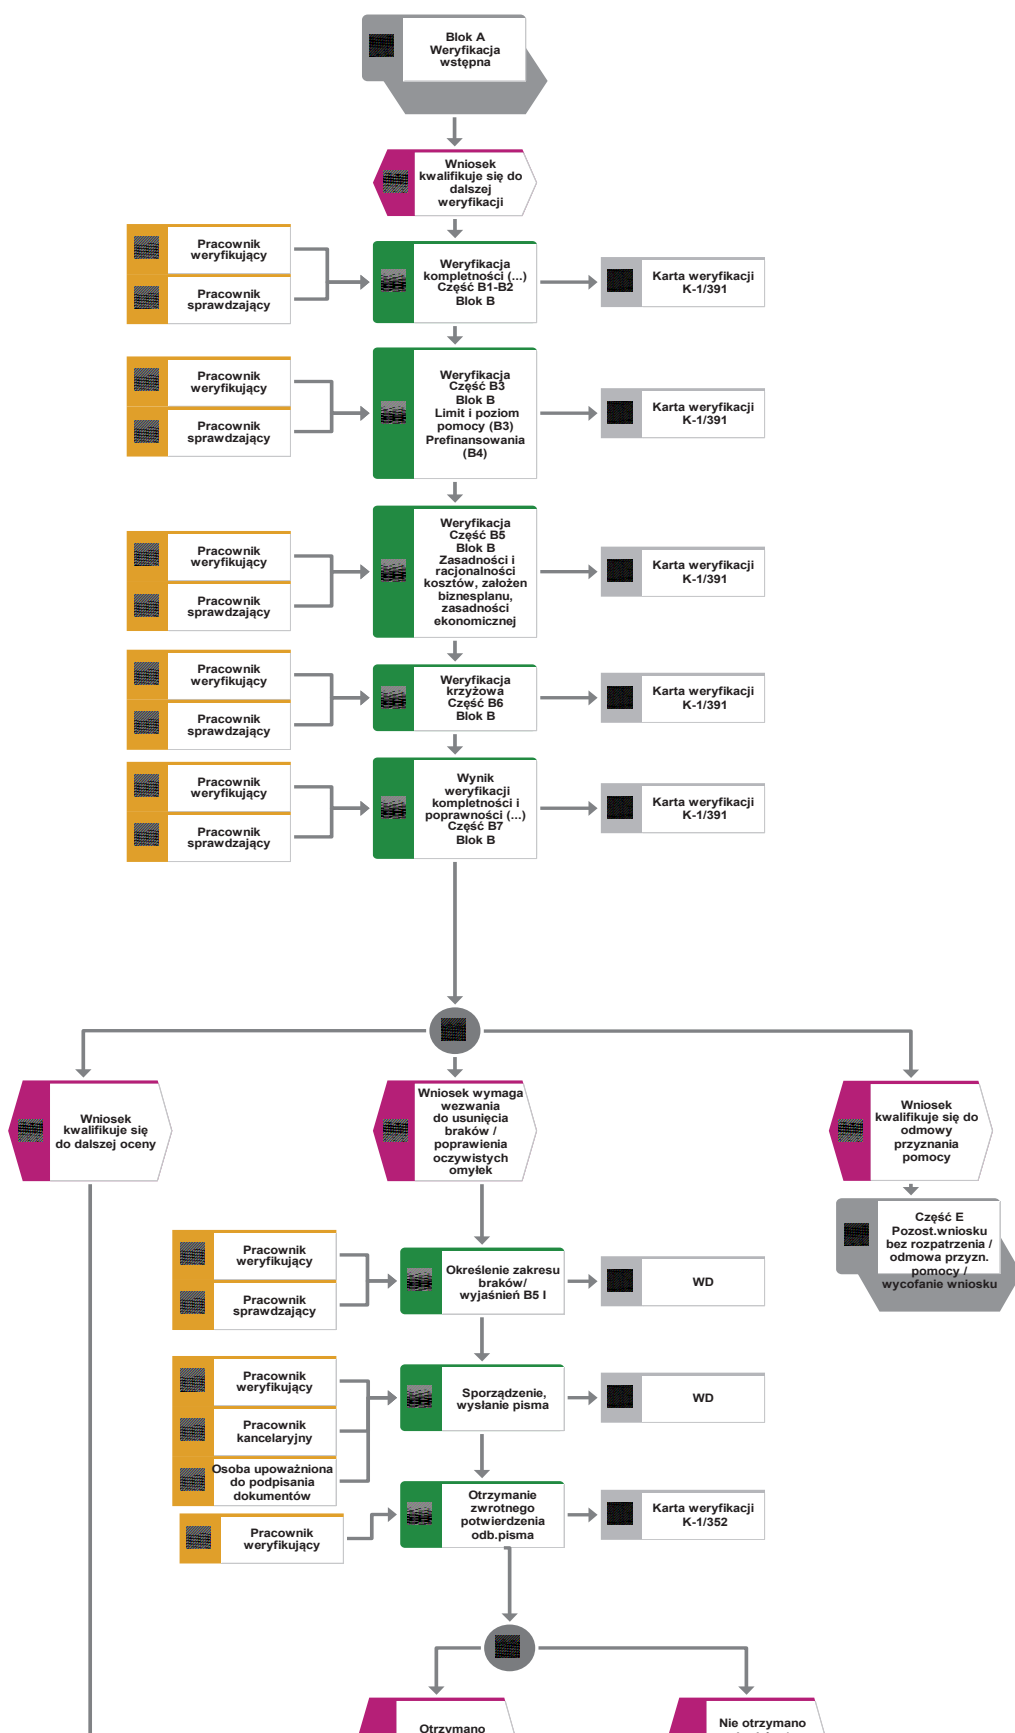 Blok A
Weryfikacja
wstępna
Wniosek
kwalifikuje się do
dalszej
weryfikacji
Pracownik
weryfikujący
Pracownik
sprawdzający
Weryfikacja
kompletności (...)
Część B1-B2
Blok B
Karta weryfikacji
K-1/391
Pracownik
weryfikujący
Pracownik
sprawdzający
Weryfikacja
Część B3
Blok B
Limit i poziom
pomocy (B3)
Prefinansowania
(B4)
Karta weryfikacji
K-1/391
Pracownik
weryfikujący
Pracownik
sprawdzający
Weryfikacja
Część B5
Blok B
Zasadności i
racjonalności
kosztów, założen
biznesplanu,
zasadności
ekonomicznej
Karta weryfikacji
K-1/391
Pracownik
weryfikujący
Pracownik
sprawdzający
Weryfikacja
krzyżowa
Część B6
Blok B
Karta weryfikacji
K-1/391
Pracownik
weryfikujący
Pracownik
sprawdzający
Wynik
weryfikacji
kompletności i
poprawności (...)
Część B7
Blok B
Karta weryfikacji
K-1/391
Wniosek
kwalifikuje się
do dalszej oceny
Wniosek wymaga
wezwania
do usunięcia
braków /
poprawienia
oczywistych
omyłek
Wniosek
kwalifikuje się do
odmowy
przyznania
pomocy
Część E
Pozost.wniosku
bez rozpatrzenia /
odmowa przyzn.
pomocy /
wycofanie wniosku
Pracownik
weryfikujący
Pracownik
sprawdzający
Określenie zakresu
braków/
wyjaśnień B5 I
WD
Pracownik
weryfikujący
Pracownik
kancelaryjny
Osoba upoważniona
do podpisania
dokumentów
Sporządzenie,
wysłanie pisma
WD
Pracownik
weryfikujący
Otrzymanie
zwrotnego
potwierdzenia
odb.pisma
Karta weryfikacji
K-1/352
Otrzymano
Nie otrzymano